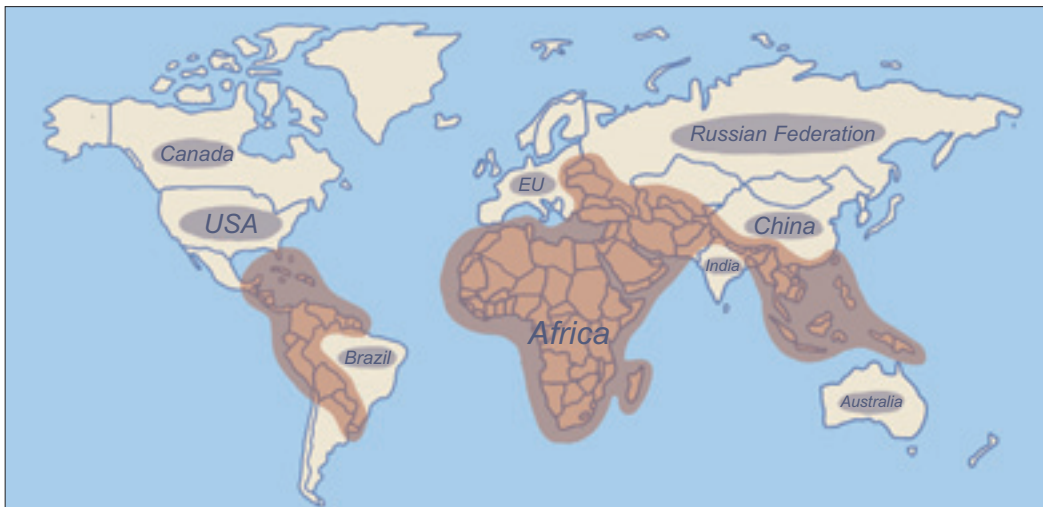 Canada
Russian Federation
EU
USA
China
India
Africa
Brazil
Australia